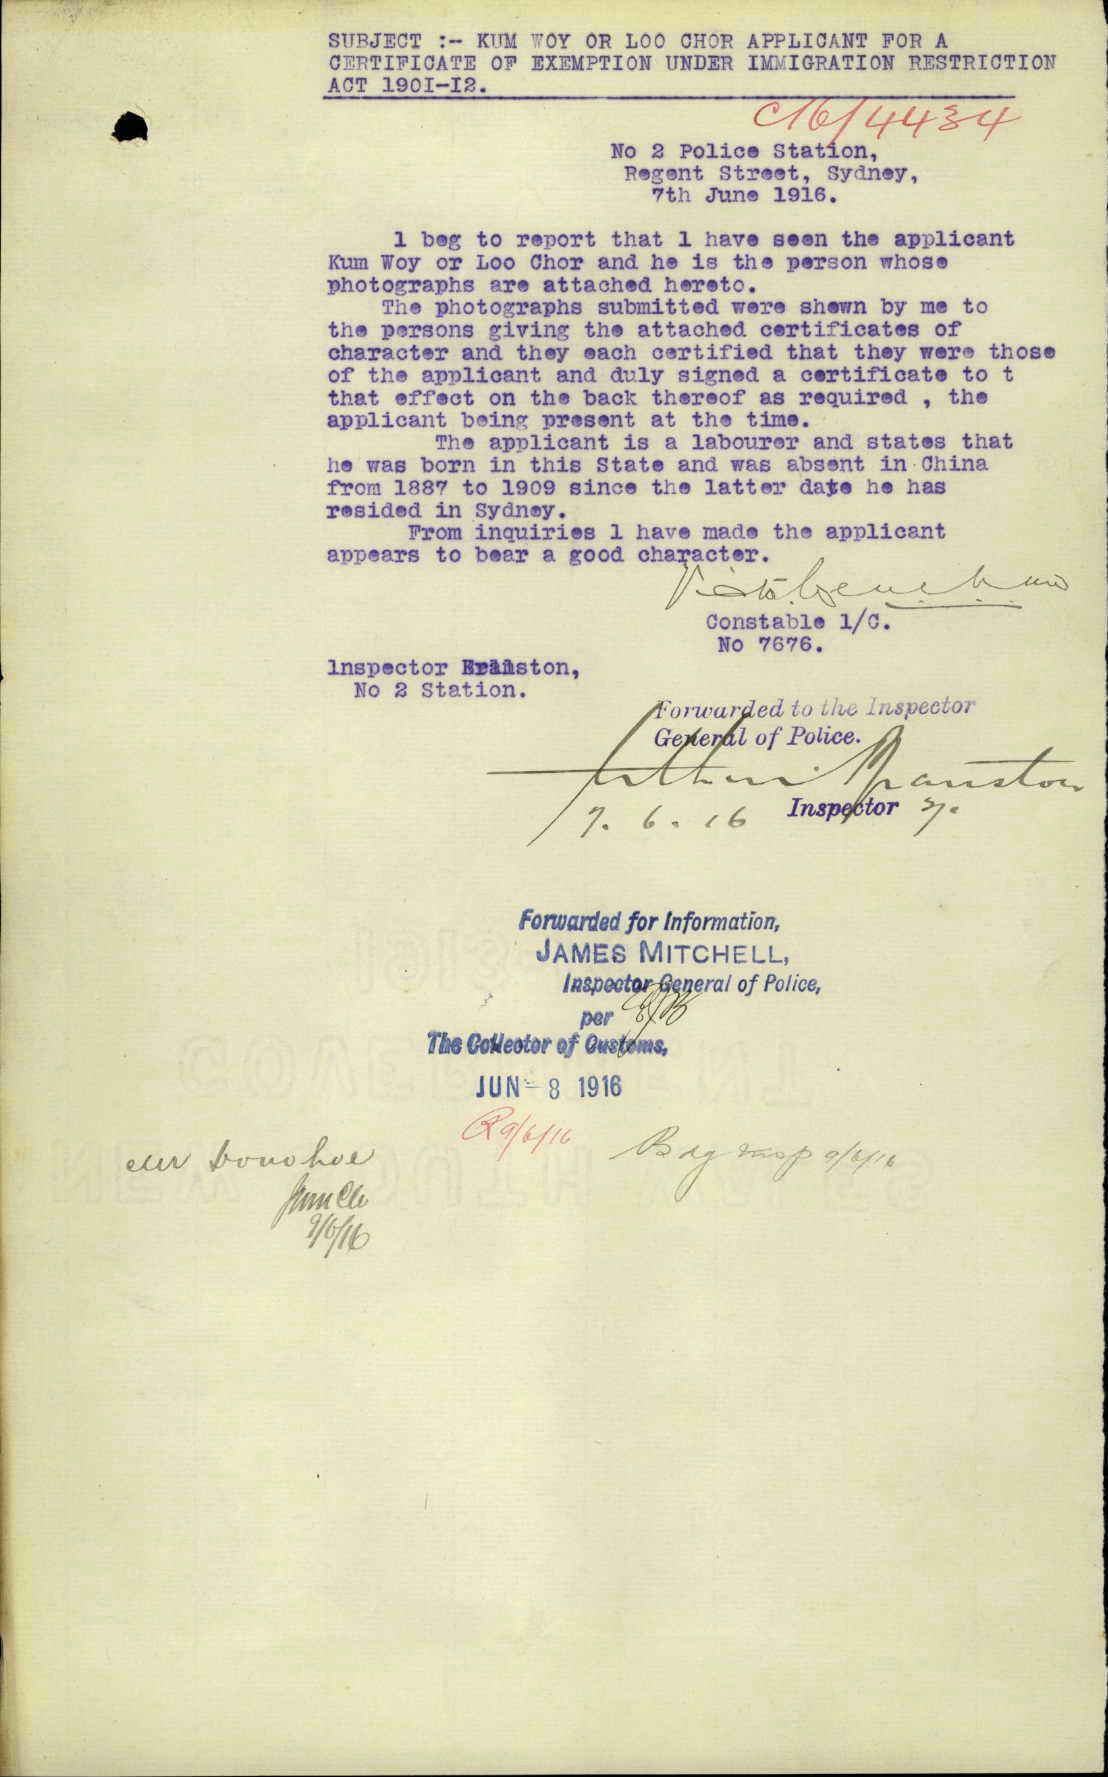 SUBJECT :- KUM WOY OR LOO CHOR APPLICANT FOR A
CERTIFICATE OF EXEMPTION UNDER IMMIGRATION RESTRICTION
ACT 190I-I2.
C16/4434
No 2 Police Station,
Regent Street, Sydney,
7th June 1916.
l beg to report that l have seen the applicant
Kum Woy or Loo Chor and he is the person whose
photographs are attached hereto.
The photographs submitted were shewn by me to
the persons giving the attached certificates of
character and they each certified that they were those
of the applicant and duly signed a certificate to t
that effect on the back thereof as required , the
applicant being present at the time.
The applicant is a labourer and states that
he was born in this State and was absent in China
from 1887 to 1909 since the latter date he has
resided in Sydney.
From inquiries l have made the applicant
appears to bear a good character.
Constable l/C.
No 7676.
lnspector
No 2 Station.
Forwarded to the Inspector
General of Police.
7. 6. 16 Inspector
Forwarded for Information,
JAMES MITCHELL,
Inspector General of Police,
per
The Collector of Customs,
JUN - 8 1916
9/6/16
Donohoe
9/6/16
9/6/16